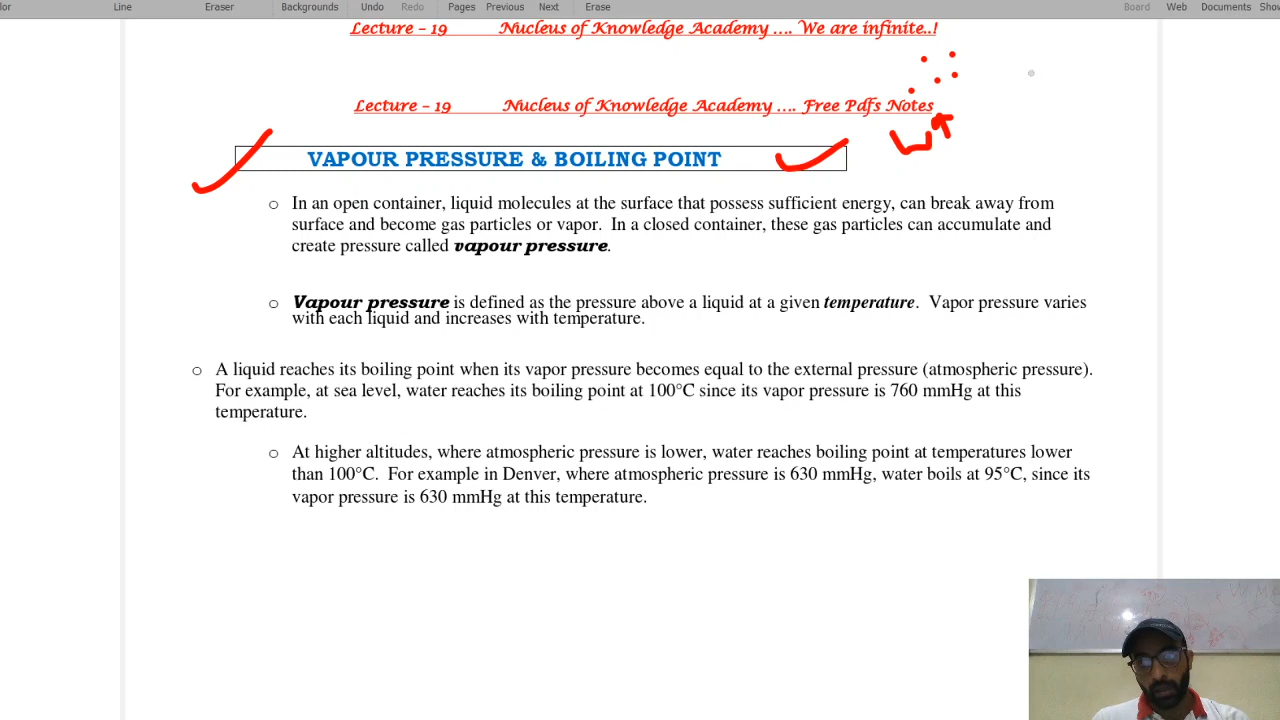 lor Line Eraser Backgrounds Undo Redo Pages Previous Next Erase Board Web Documents Show
Lecture – 19 Nucleus of Knowledge Academy …. We are infinite..!
Lecture – 19 Nucleus of Knowledge Academy …. Free Pdfs Notes
VAPOUR PRESSURE & BOILING POINT
o In an open container, liquid molecules at the surface that possess sufficient energy, can break away from
surface and become gas particles or vapor. In a closed container, these gas particles can accumulate and
create pressure called vapour pressure.
o Vapour pressure is defined as the pressure above a liquid at a given temperature. Vapor pressure varies
with each liquid and increases with temperature.
o A liquid reaches its boiling point when its vapor pressure becomes equal to the external pressure (atmospheric pressure).
For example, at sea level, water reaches its boiling point at 100°C since its vapor pressure is 760 mmHg at this
temperature.
o At higher altitudes, where atmospheric pressure is lower, water reaches boiling point at temperatures lower
than 100°C. For example in Denver, where atmospheric pressure is 630 mmHg, water boils at 95°C, since its
vapor pressure is 630 mmHg at this temperature.